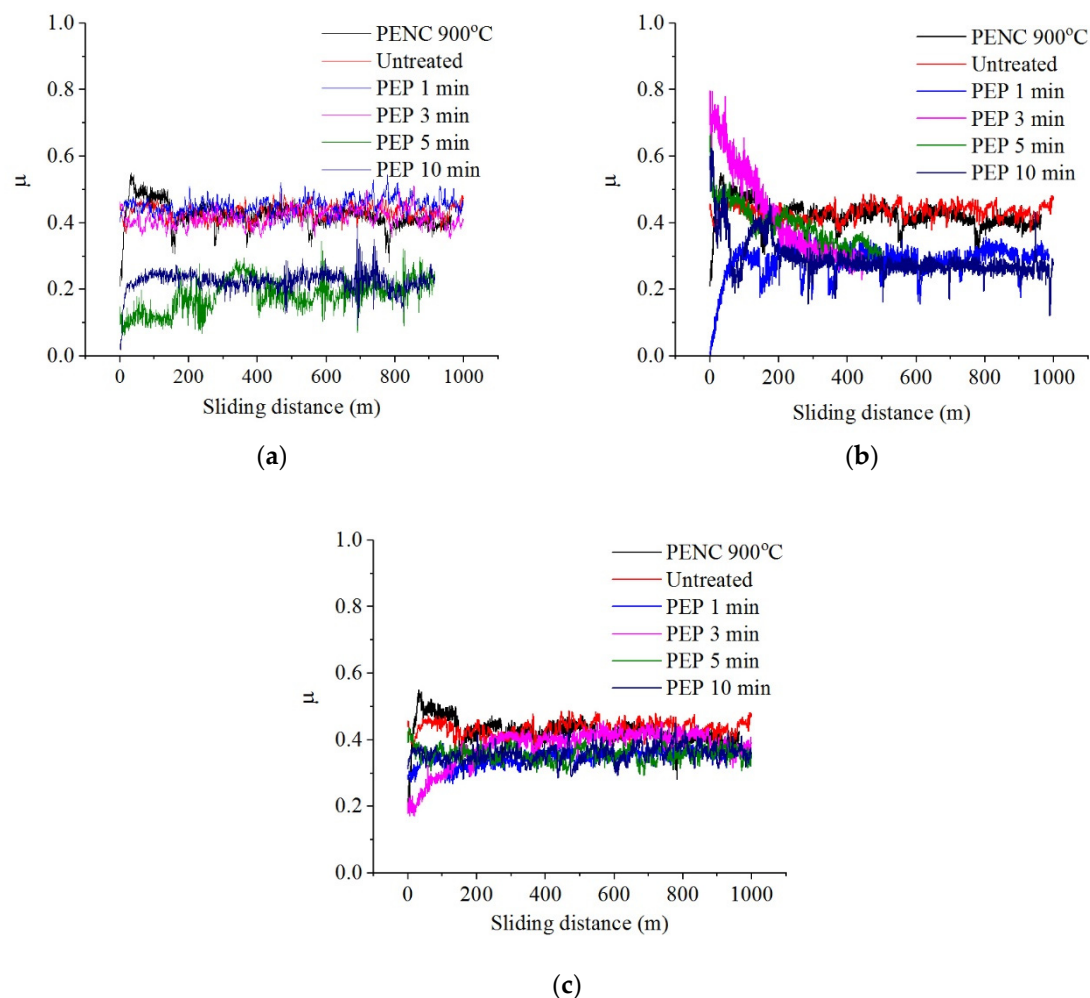 1.0
0.8
0.6
0.4
0.2
0.0
μ
PENC 900°C
Untreated
PEP 1 min
PEP 3 min
PEP 5 min
PEP 10 min
0 200 400 600 800 1000
Sliding distance (m)
(a)
1.0
0.8
0.6
0.4
0.2
0.0
μ
PENC 900°C
Untreated
PEP 1 min
PEP 3 min
PEP 5 min
PEP 10 min
0 200 400 600 800 1000
Sliding distance (m)
(b)
1.0
0.8
0.6
0.4
0.2
0.0
μ
PENC 900°C
Untreated
PEP 1 min
PEP 3 min
PEP 5 min
PEP 10 min
0 200 400 600 800 1000
Sliding distance (m)
(c)